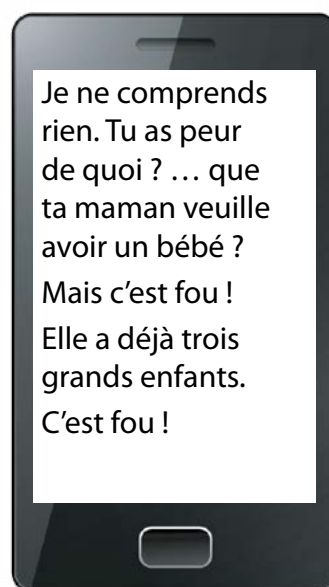 Je ne comprends
rien. Tu as peur
de quoi ? … que
ta maman veuille
avoir un bébé ?
Mais c’est fou !
Elle a déjà trois
grands enfants.
C’est fou !